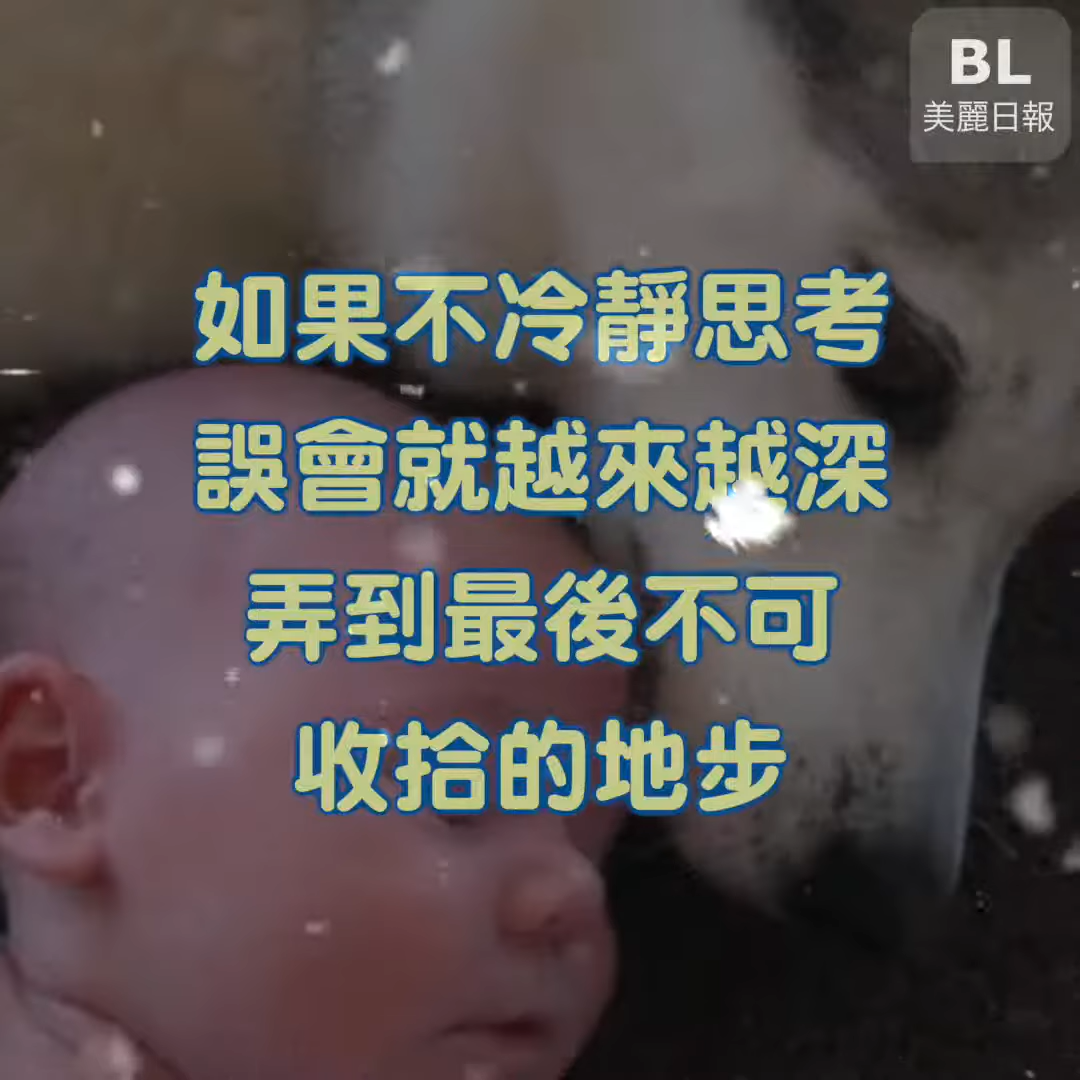 BL
美麗日報
如果不冷靜思考
誤會就越來越深
弄到最後不可
收拾的地步